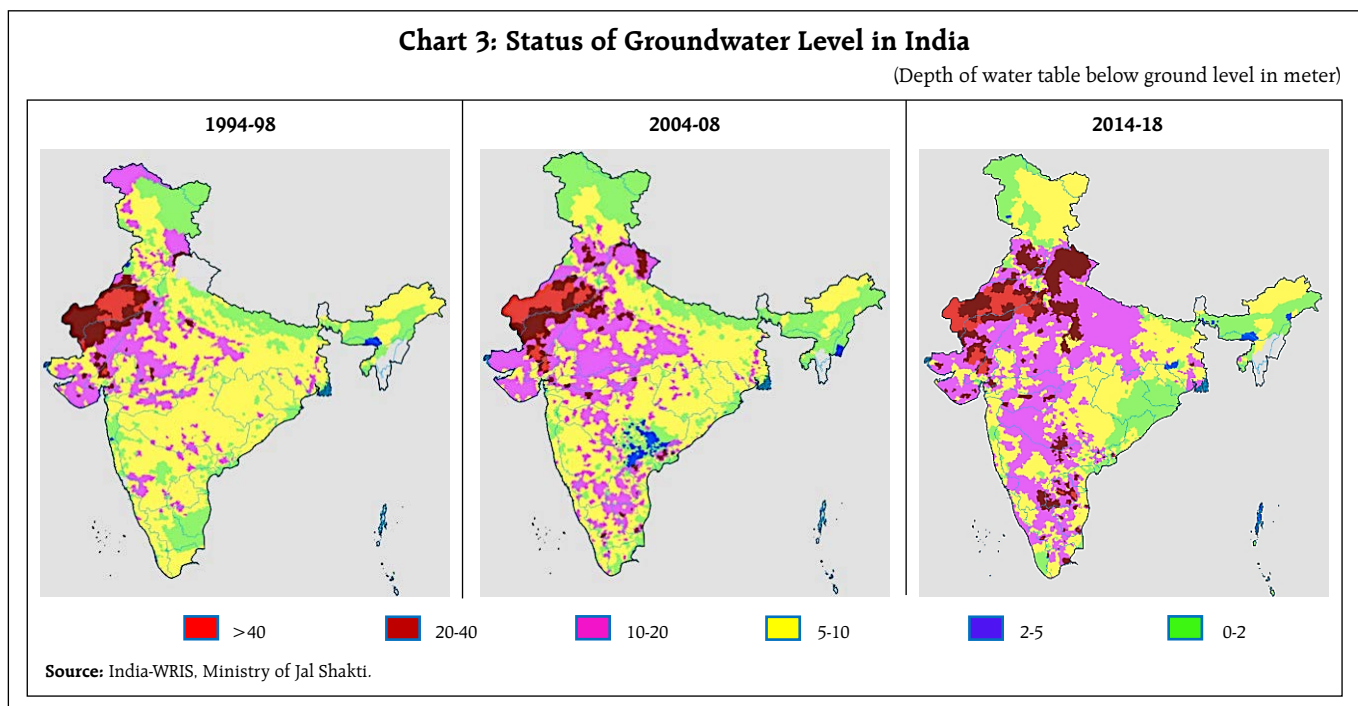 Chart 3: Status of Groundwater Level in India
(Depth of water table below ground level in meter)
1994-98 2004-08 2014-18
>40 20-40 10-20 5-10 2-5 0-2
Source: India-WRIS, Ministry of Jal Shakti.